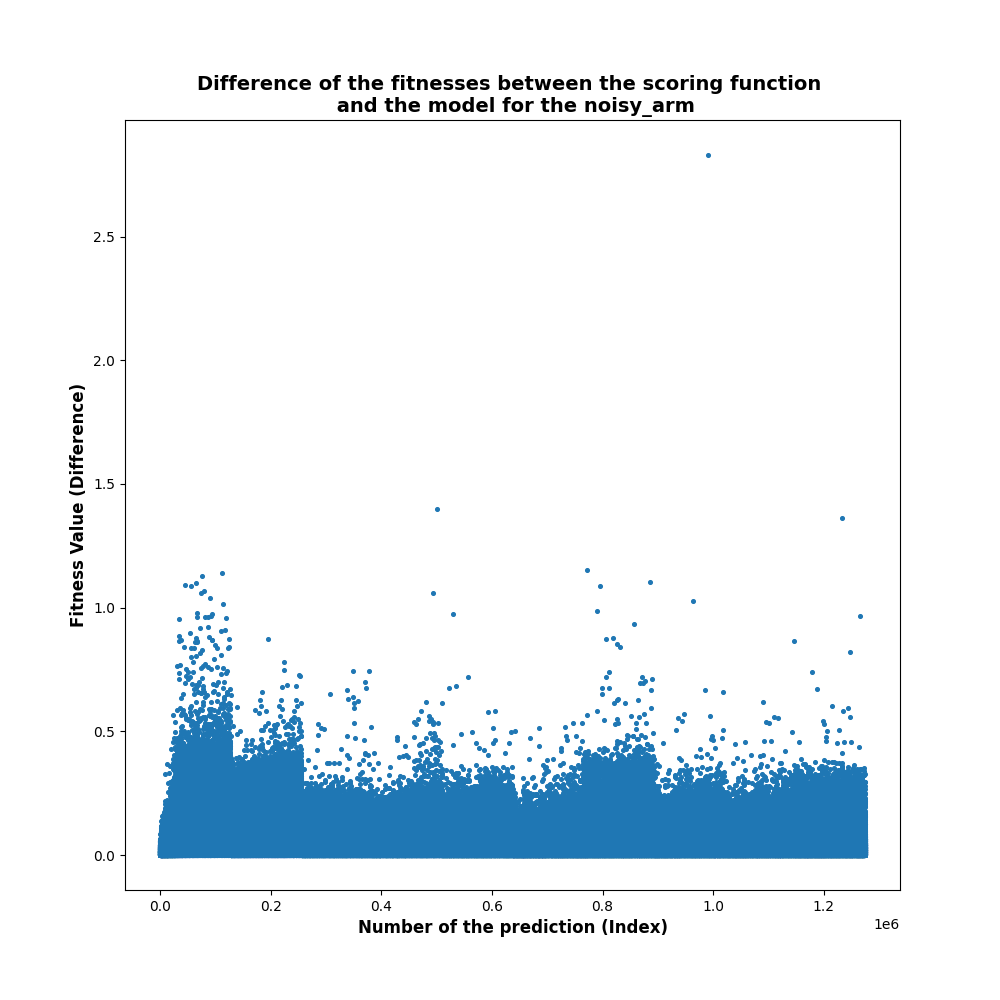 Difference of the fitnesses between the scoring function
and the model for the noisy_arm
Fitness Value (Difference)
2.5
2.0
1.5
1.0
0.5
0.0
0.0 0.2 0.4 0.6 0.8 1.0 1.2
1e6
Number of the prediction (Index)